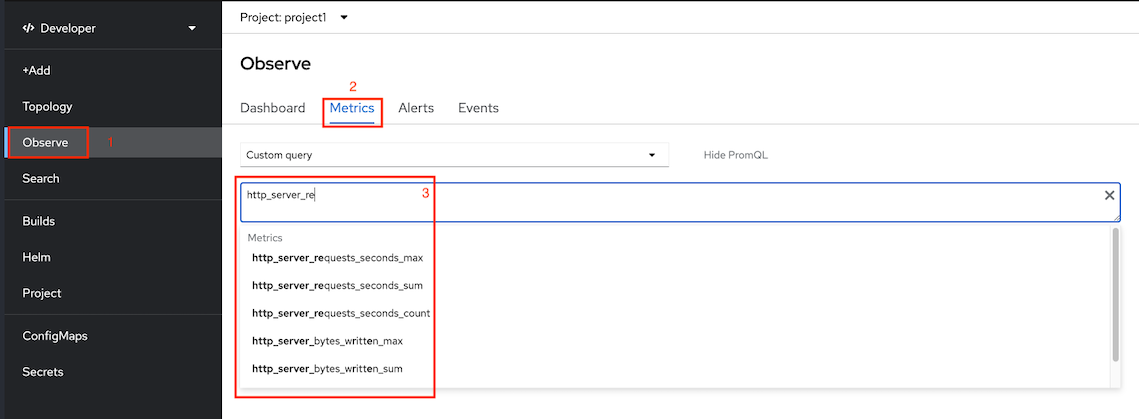 Developer
+Add
Topology
Observe 1
Search
Builds
Helm
Project
ConfigMaps
Secrets
Project: project1
Observe
2
Dashboard Metrics Alerts Events
Custom query Hide PromQL
http_server_re 3
Metrics
http_server_requests_seconds_max
http_server_requests_seconds_sum
http_server_requests_seconds_count
http_server_bytes_written_max
http_server_bytes_written_sum